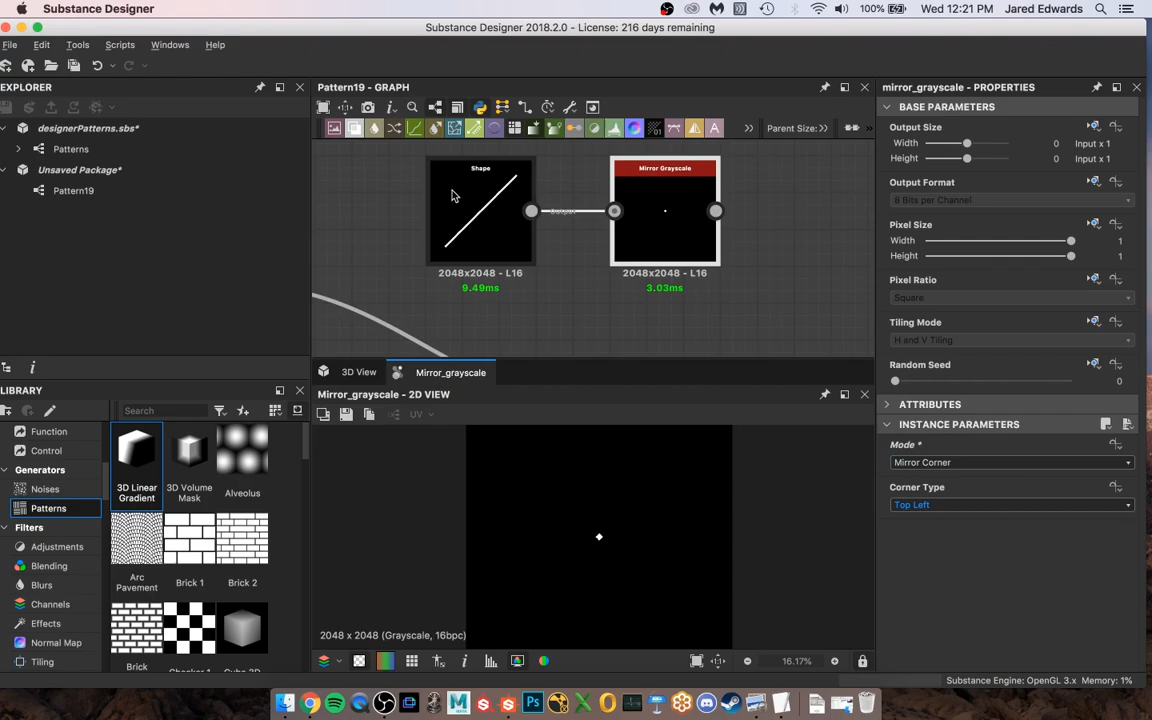 Substance Designer
100%
Wed 12:21 PM
Jared Edwards
Substance Designer 2018.2.0 - License: 216 days remaining
File
Edit
Tools
Scripts
Windows
Help
EXPLORER
designerPatterns.sbs*
Patterns
Unsaved Package*
Pattern19
Pattern19 - GRAPH
Parent Size:
Shape
Output
2048x2048 - L16
9.49ms
Mirror Grayscale
2048x2048 - L16
3.03ms
3D View
Mirror_grayscale
Mirror_grayscale - 2D VIEW
UV
2048 x 2048 (Grayscale, 16bpc)
16.17%
LIBRARY
Search
Function
Control
Generators
Noises
Patterns
Filters
Adjustments
Blending
Blurs
Channels
Effects
Normal Map
Tiling
3D Linear Gradient
3D Volume Mask
Alveolus
Arc Pavement
Brick 1
Brick 2
Brick
Checker 1
Cube 3D
mirror_grayscale - PROPERTIES
BASE PARAMETERS
Output Size
Width
0
Input x 1
Height
0
Input x 1
Output Format
8 Bits per Channel
Pixel Size
Width
1
Height
1
Pixel Ratio
Square
Tiling Mode
H and V Tiling
Random Seed
0
ATTRIBUTES
INSTANCE PARAMETERS
Mode *
Mirror Corner
Corner Type
Top Left
Substance Engine: OpenGL 3.x Memory: 1%